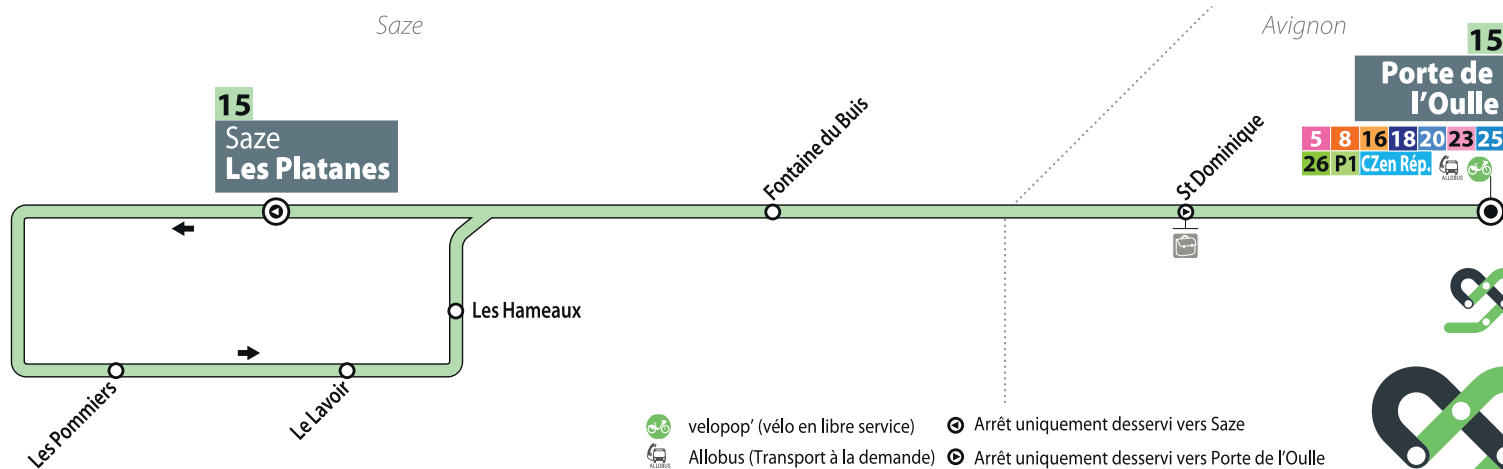 Saze
Avignon
15
Porte de
l’Oulle
5 8 16 18 20 23 25
26 P1 CZen Rép.
ALLOBUS
15
Saze
Les Platanes
Fontaine du Buis
St Dominique
Les Hameaux
Les Pommiers
Le Lavoir
velopop’ (vélo en libre service)
Arrêt uniquement desservi vers Saze
ALLOBUS
Allobus (Transport à la demande)
Arrêt uniquement desservi vers Porte de l’Oulle